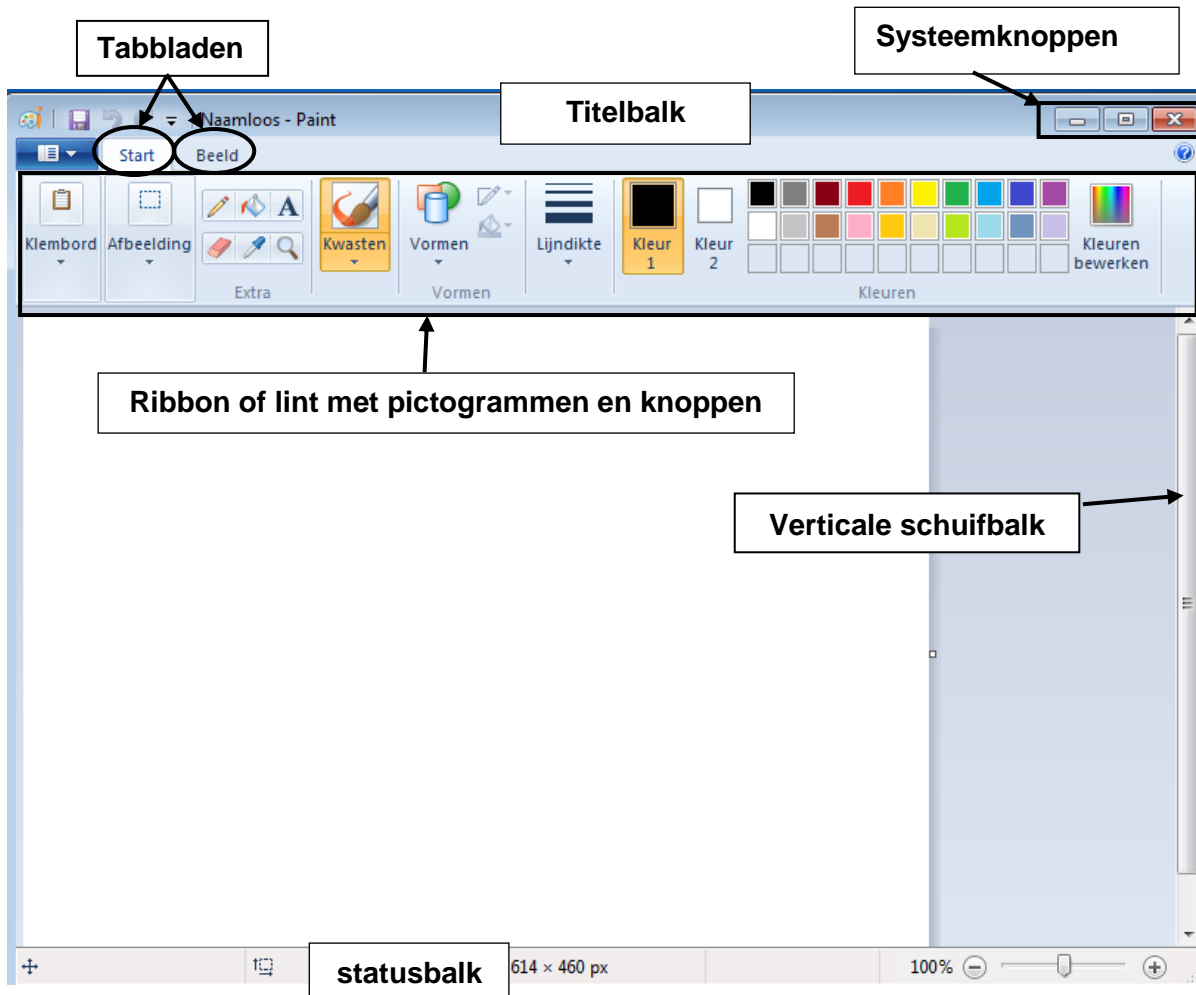 Tabbladen
Systeemknoppen
Titelbalk
Naamloos - Paint
Start Beeld
Klembord Afbeelding A Kwasten Vormen Lijndikte Kleur 1 Kleur 2 Kleuren bewerken
Extra Vormen Kleuren
Ribbon of lint met pictogrammen en knoppen
Verticale schuifbalk
statusbalk
614 × 460 px 100%